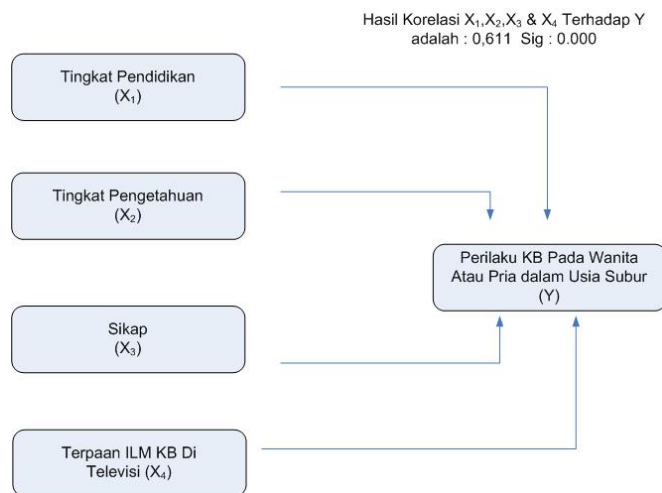 Hasil Korelasi X₁,X₂,X₃ & X₄ Terhadap Y
adalah : 0,611 Sig : 0.000
Tingkat Pendidikan
(X₁)
Tingkat Pengetahuan
(X₂)
Perilaku KB Pada Wanita
Atau Pria dalam Usia Subur
(Y)
Sikap
(X₃)
Terpaan ILM KB Di
Televisi (X₄)